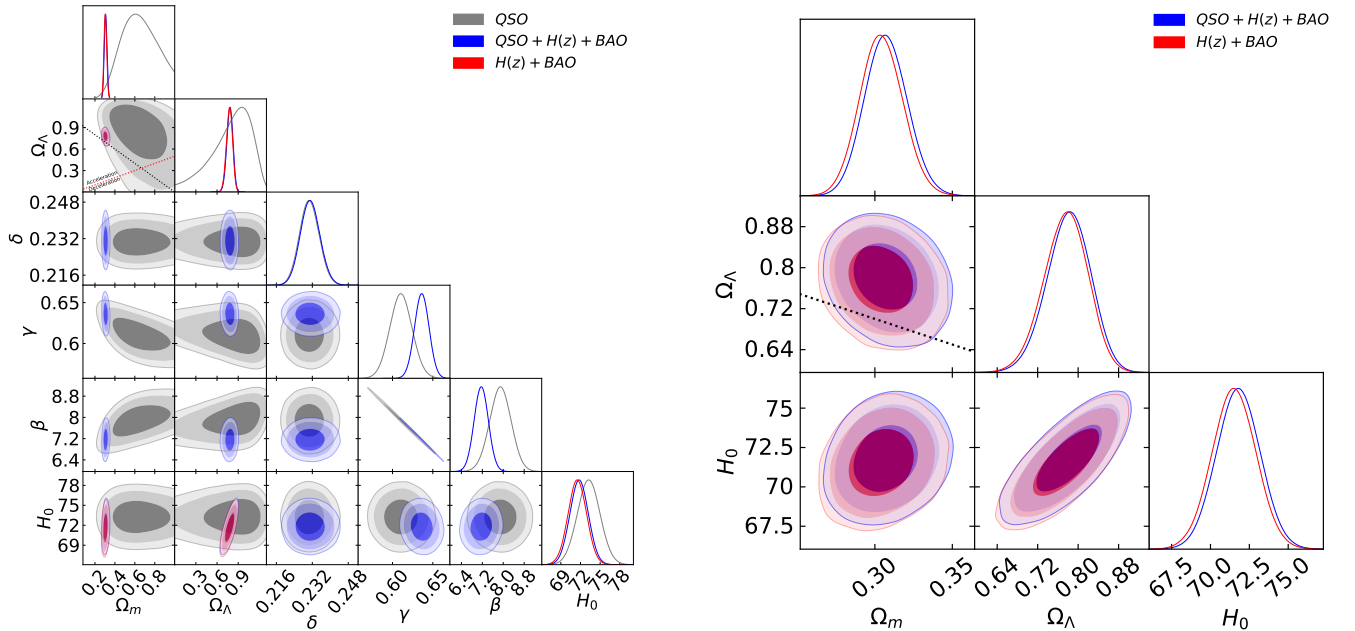 QSO
QSO + H(z) + BAO
H(z) + BAO
0.9
0.6
0.3
Ω_Λ
Acceleration
Deceleration
0.248
0.232
0.216
δ
0.65
0.6
γ
8.8
8
7.2
6.4
β
78
75
72
69
H_0
0.2 0.4 0.6 0.8
Ω_m
0.3 0.6 0.9
Ω_Λ
0.216 0.232 0.248
δ
0.60 0.65
γ
6.4 7.2 8.0 8.8
β
69 72 75 78
H_0
QSO + H(z) + BAO
H(z) + BAO
0.88
0.8
0.72
0.64
Ω_Λ
75
72.5
70
67.5
H_0
0.30 0.35
Ω_m
0.64 0.72 0.80 0.88
Ω_Λ
67.5 70.0 72.5 75.0
H_0